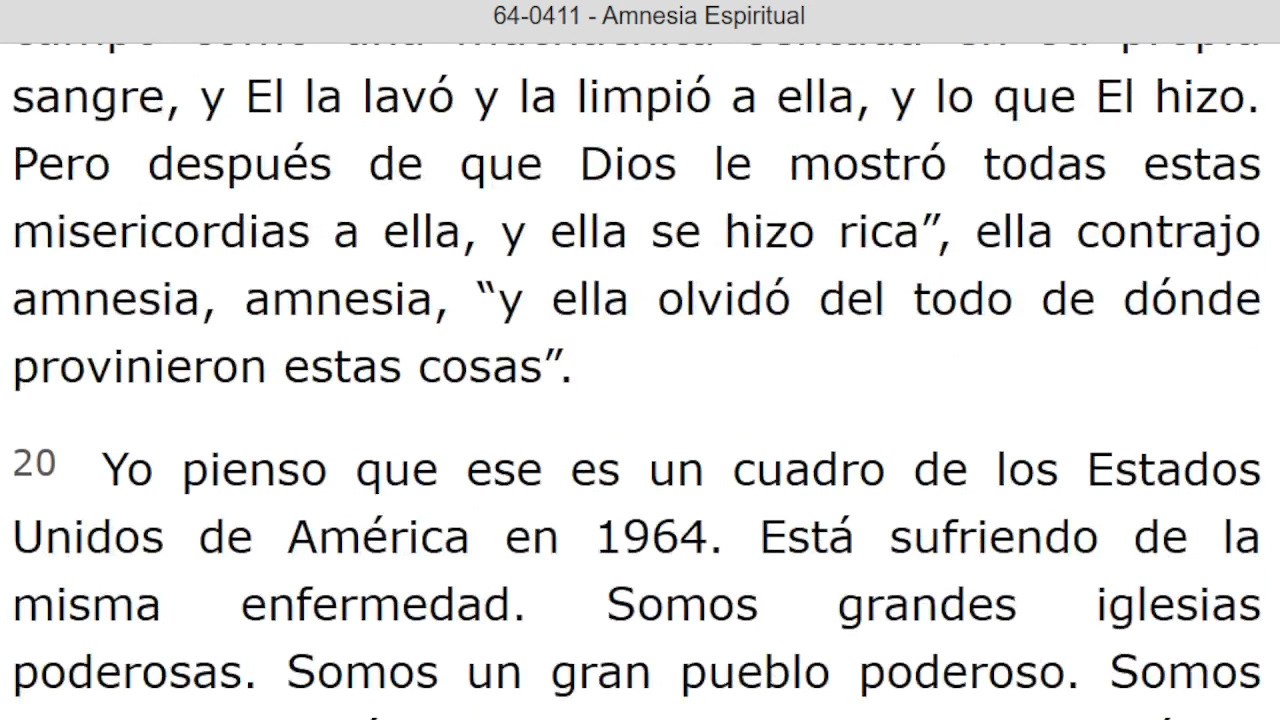 64-0411 - Amnesia Espiritual
sangre, y El la lavó y la limpió a ella, y lo que El hizo.
Pero después de que Dios le mostró todas estas
misericordias a ella, y ella se hizo rica”, ella contrajo
amnesia, amnesia, “y ella olvidó del todo de dónde
provinieron estas cosas”.
20 Yo pienso que ese es un cuadro de los Estados
Unidos de América en 1964. Está sufriendo de la
misma enfermedad. Somos grandes iglesias
poderosas. Somos un gran pueblo poderoso. Somos